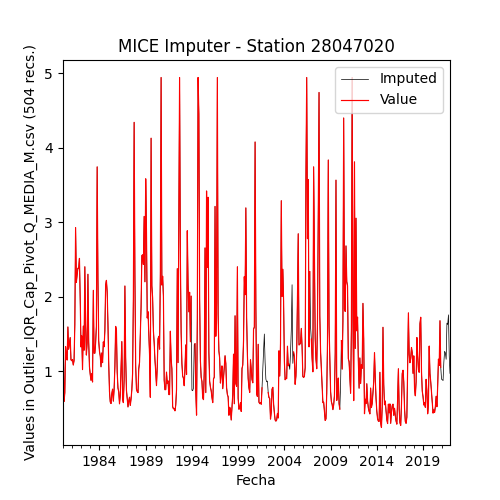 MICE Imputer - Station 28047020
Values in Outlier_IQR_Cap_Pivot_Q_MEDIA_M.csv (504 recs.)
5
4
3
2
1
Imputed
Value
1984 1989 1994 1999 2004 2009 2014 2019
Fecha